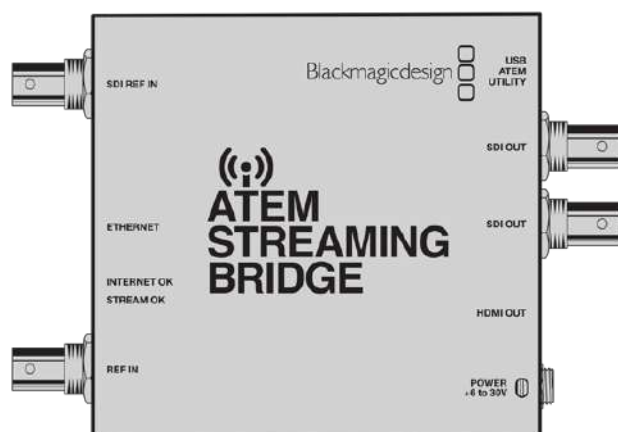 SDI REF IN
Blackmagicdesign
USB
ATEM
UTILITY
SDI OUT
ATEM
STREAMING
BRIDGE
ETHERNET
SDI OUT
INTERNET OK
STREAM OK
HDMI OUT
REF IN
POWER
+6 to 30V